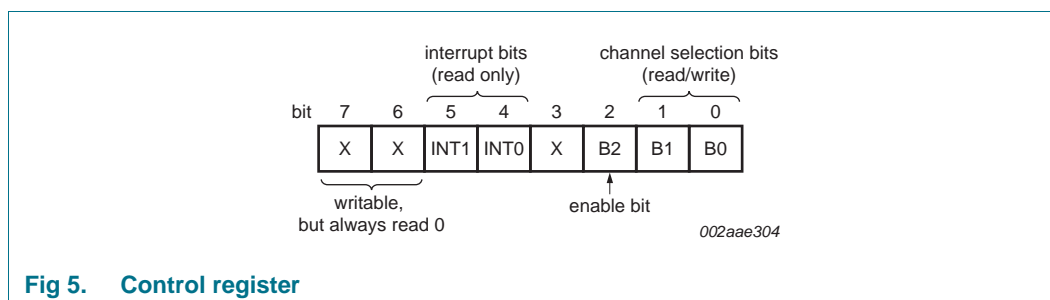 interrupt bits
(read only)
channel selection bits
(read/write)
bit 7 6 5 4 3 2 1 0
X X INT1 INT0 X B2 B1 B0
writable,
but always read 0
enable bit
002aae304
Fig 5. Control register